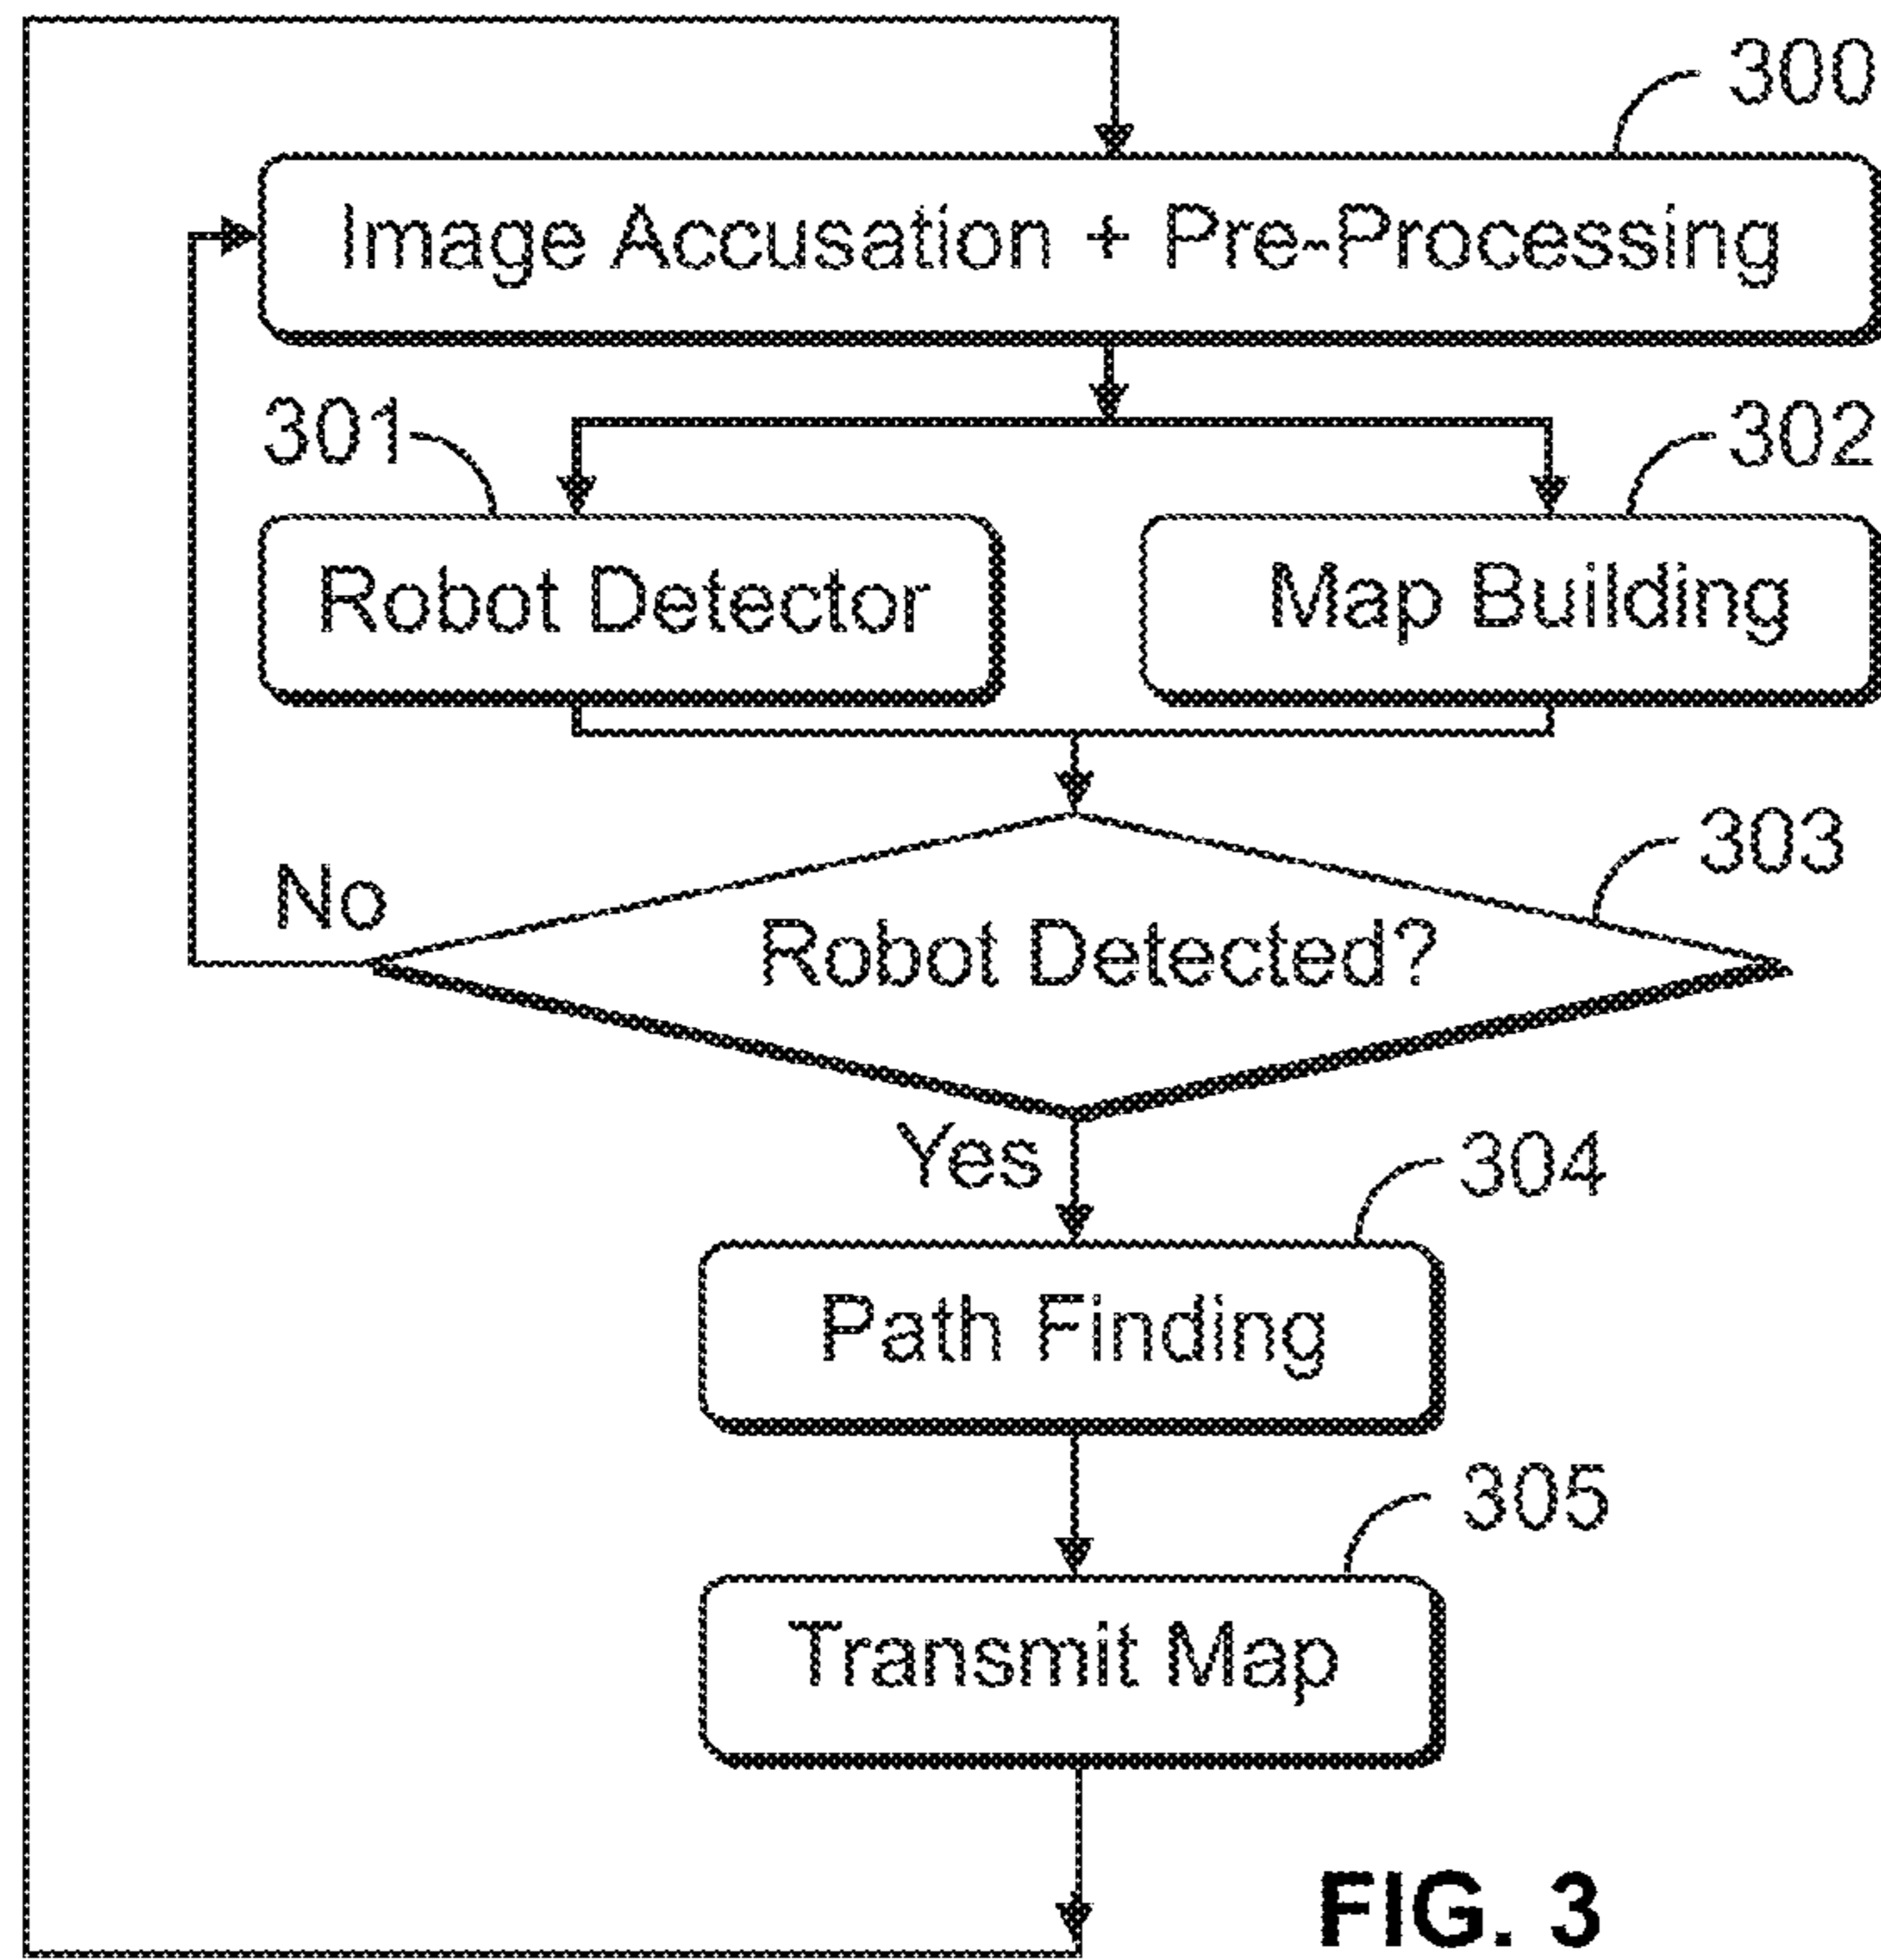 300
Image Accusation + Pre-Processing
301
302
Robot Detector
Map Building
303
No
Robot Detected?
Yes
304
Path Finding
305
Transmit Map
FIG. 3